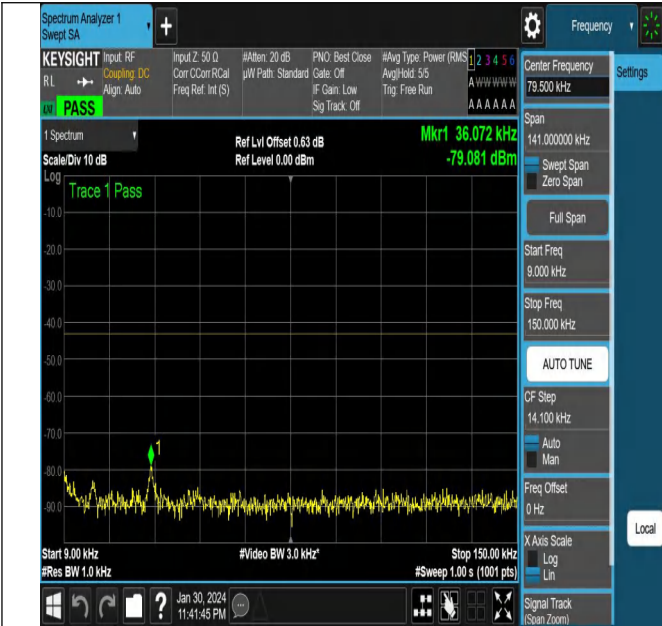 Spectrum Analyzer 1
Swept SA
+
Frequency
KEYSIGHT
RL
LXI
PASS
Input: RF
Coupling: DC
Align: Auto
Input Z: 50 Ω
Corr CCorr RCal
Freq Ref: Int (S)
#Atten: 20 dB
µW Path: Standard
PNO: Best Close
Gate: Off
IF Gain: Low
Sig Track: Off
#Avg Type: Power (RMS
Avg|Hold: 5/5
Trig: Free Run
1 2 3 4 5 6
A W W W W W
A A A A A A
1 Spectrum
Scale/Div 10 dB
Ref Lvl Offset 0.63 dB
Ref Level 0.00 dBm
Mkr1 36.072 kHz
-79.081 dBm
Log
Trace 1 Pass
-10.0
-20.0
-30.0
-40.0
-50.0
-60.0
-70.0
-80.0
-90.0
1
Start 9.00 kHz
#Res BW 1.0 kHz
#Video BW 3.0 kHz*
Stop 150.00 kHz
#Sweep 1.00 s (1001 pts)
Center Frequency
79.500 kHz
Settings
Span
141.000000 kHz
Swept Span
Zero Span
Full Span
Start Freq
9.000 kHz
Stop Freq
150.000 kHz
AUTO TUNE
CF Step
14.100 kHz
Auto
Man
Freq Offset
0 Hz
X Axis Scale
Log
Lin
Local
Signal Track
(Span Zoom)
?
Jan 30, 2024
11:41:45 PM